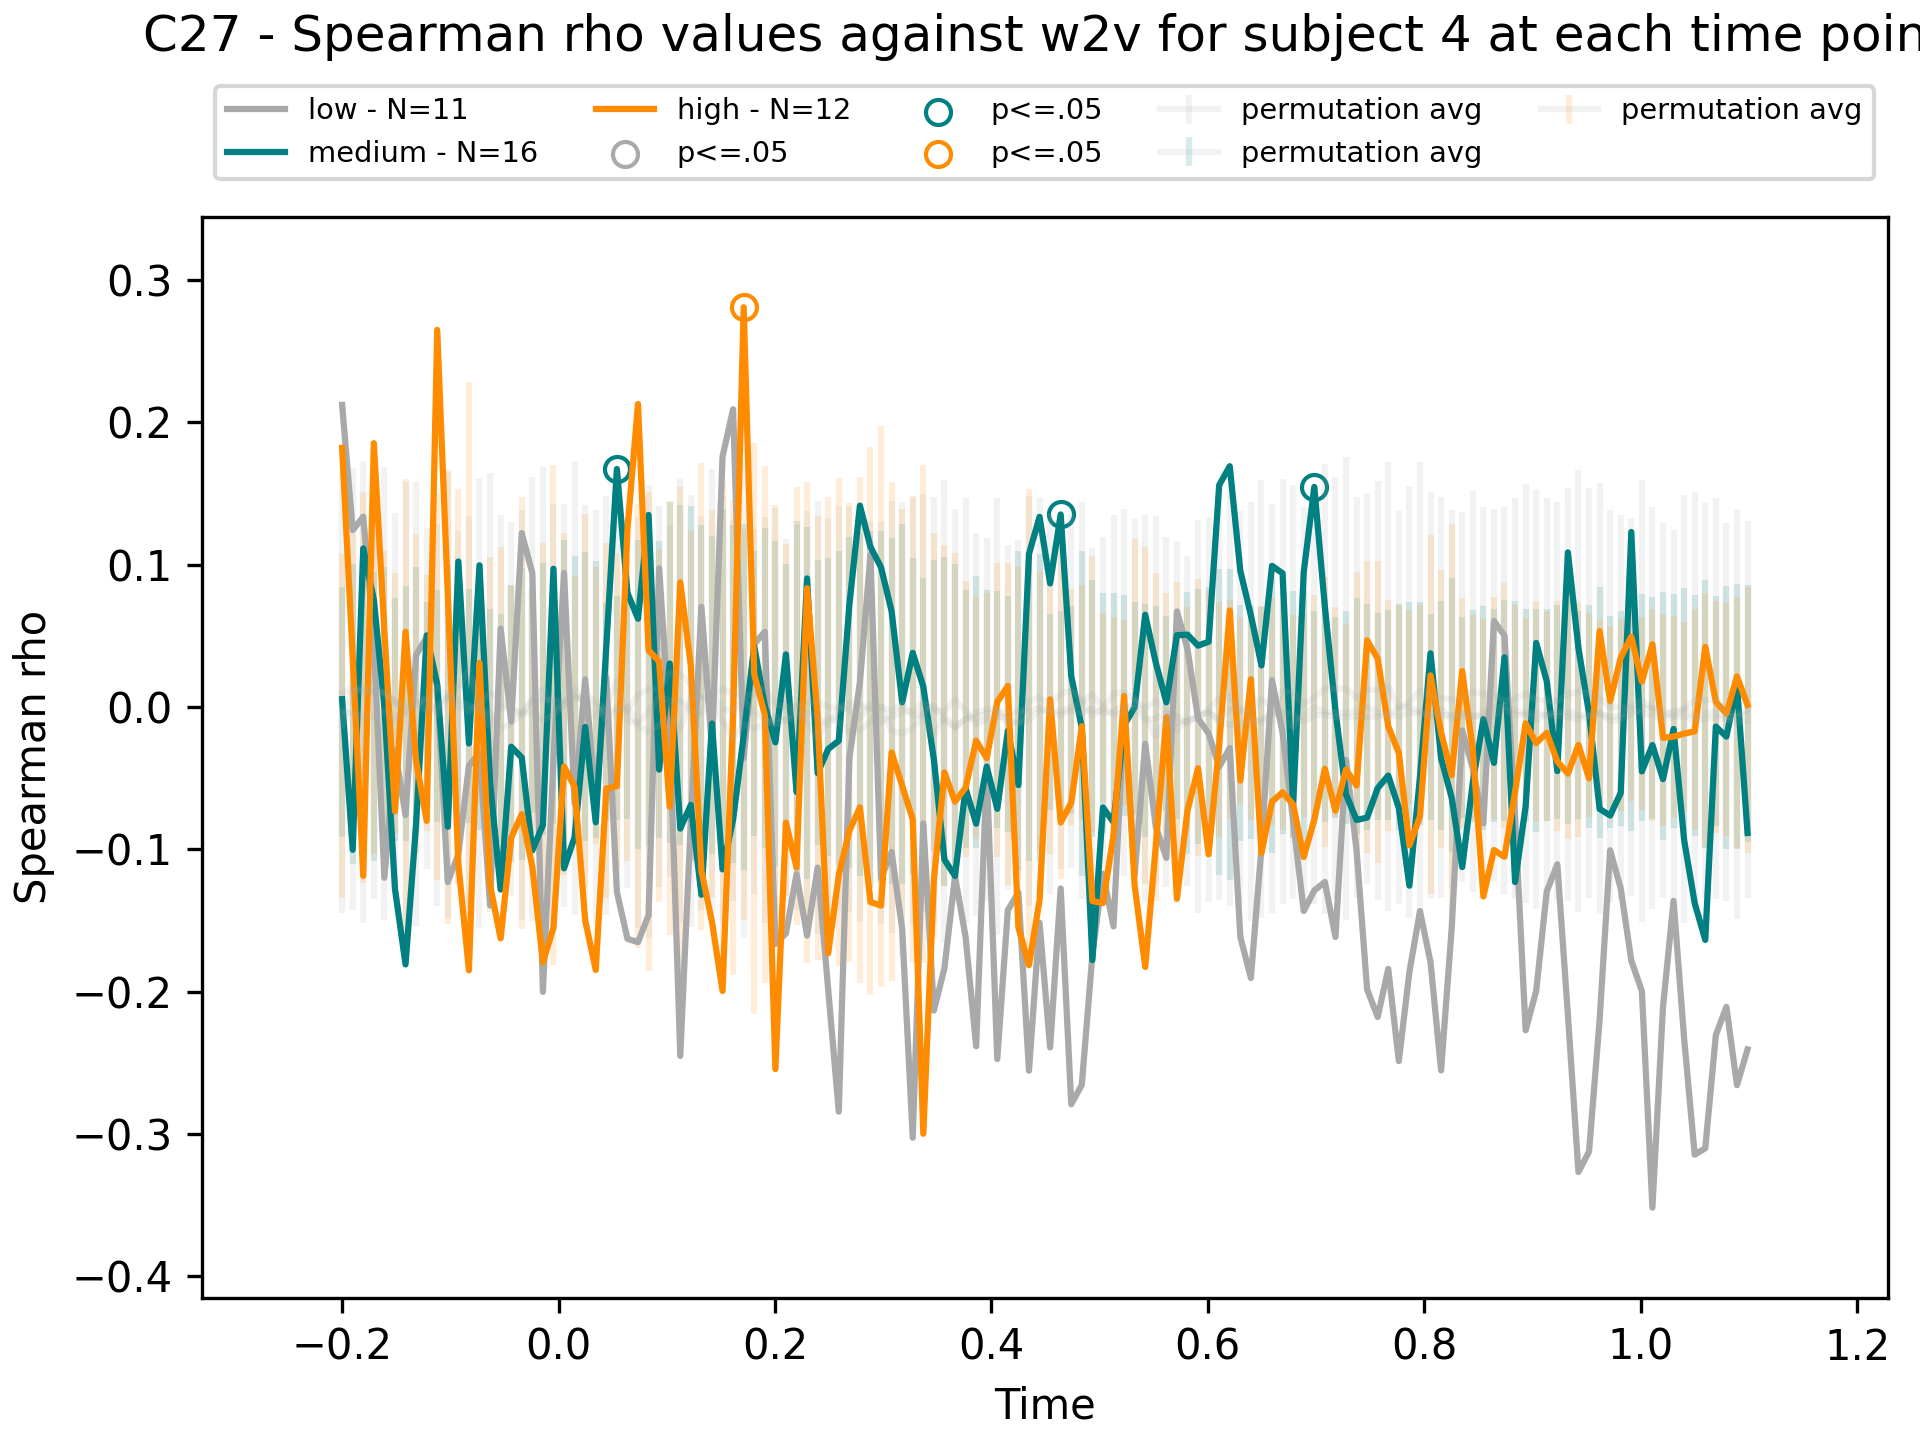 C27 - Spearman rho values against w2v for subject 4 at each time poin
low - N=11 high - N=12 p<=.05 permutation avg permutation avg
medium - N=16 p<=.05 p<=.05 permutation avg
Spearman rho
0.3
0.2
0.1
0.0
−0.1
−0.2
−0.3
−0.4
−0.2 0.0 0.2 0.4 0.6 0.8 1.0 1.2
Time